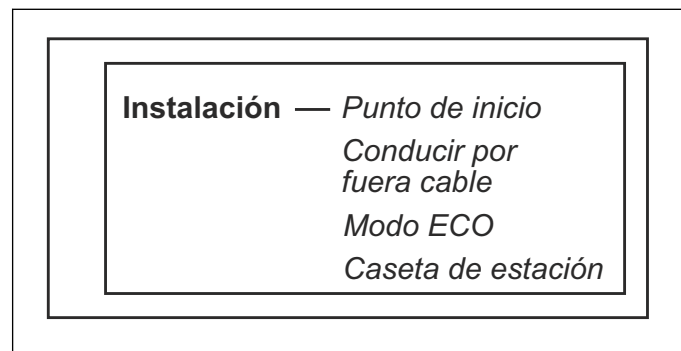 Instalación — Punto de inicio
Conducir por
fuera cable
Modo ECO
Caseta de estación